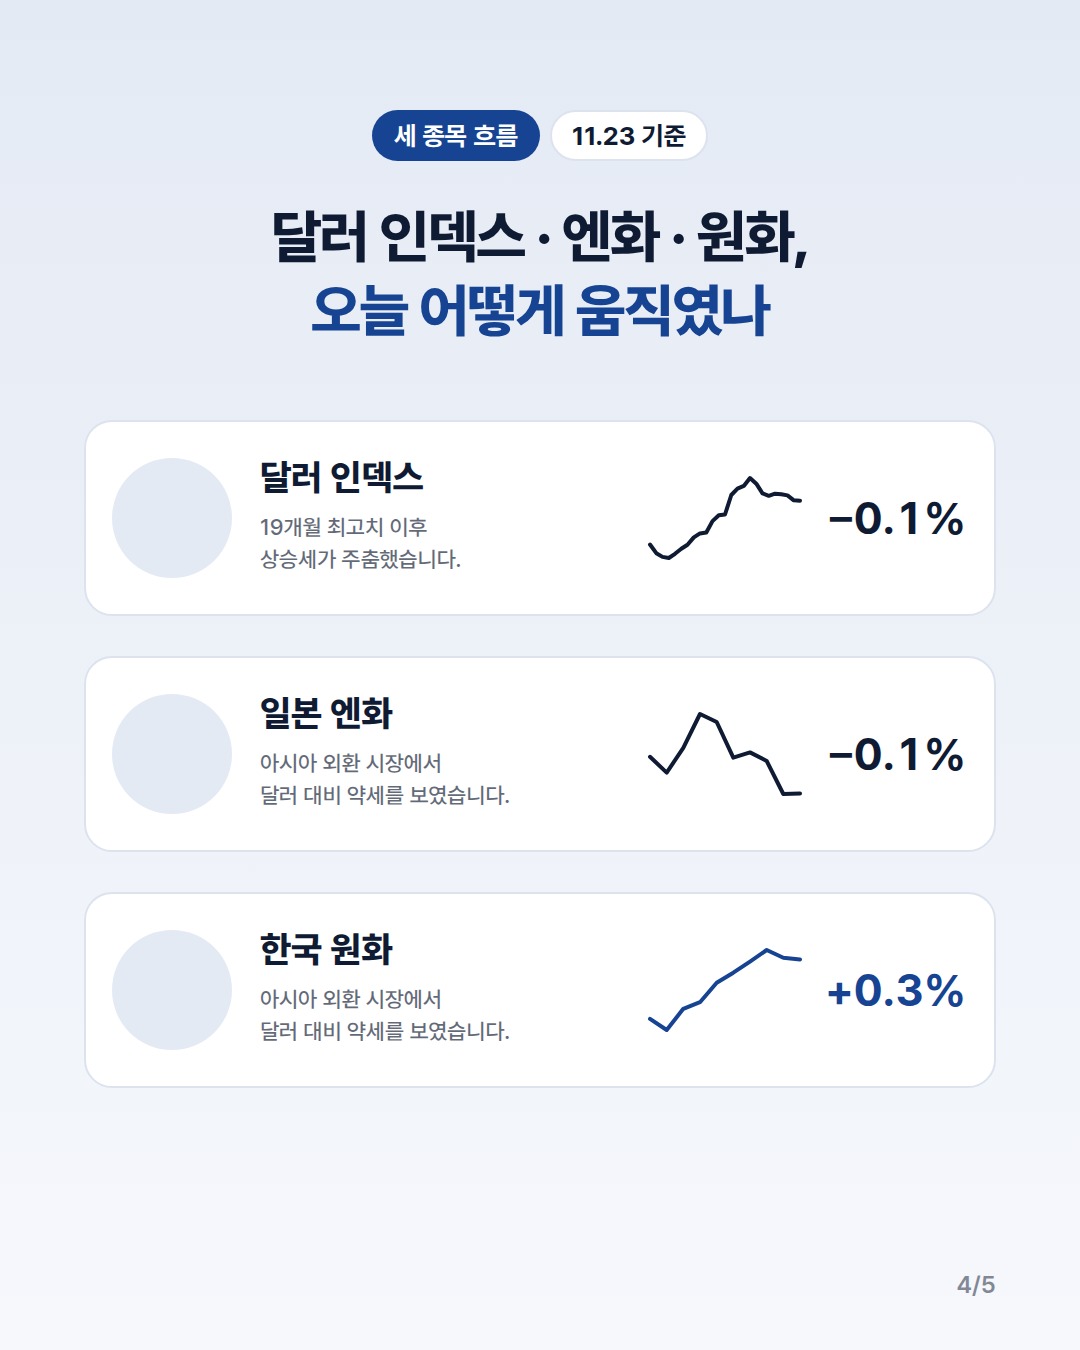 세 종목 흐름
11.23 기준
달러 인덱스 · 엔화 · 원화,
오늘 어떻게 움직였나
달러 인덱스
19개월 최고치 이후
상승세가 주춤했습니다.
–0.1%
일본 엔화
아시아 외환 시장에서
달러 대비 약세를 보였습니다.
–0.1%
한국 원화
아시아 외환 시장에서
달러 대비 약세를 보였습니다.
+0.3%
4/5